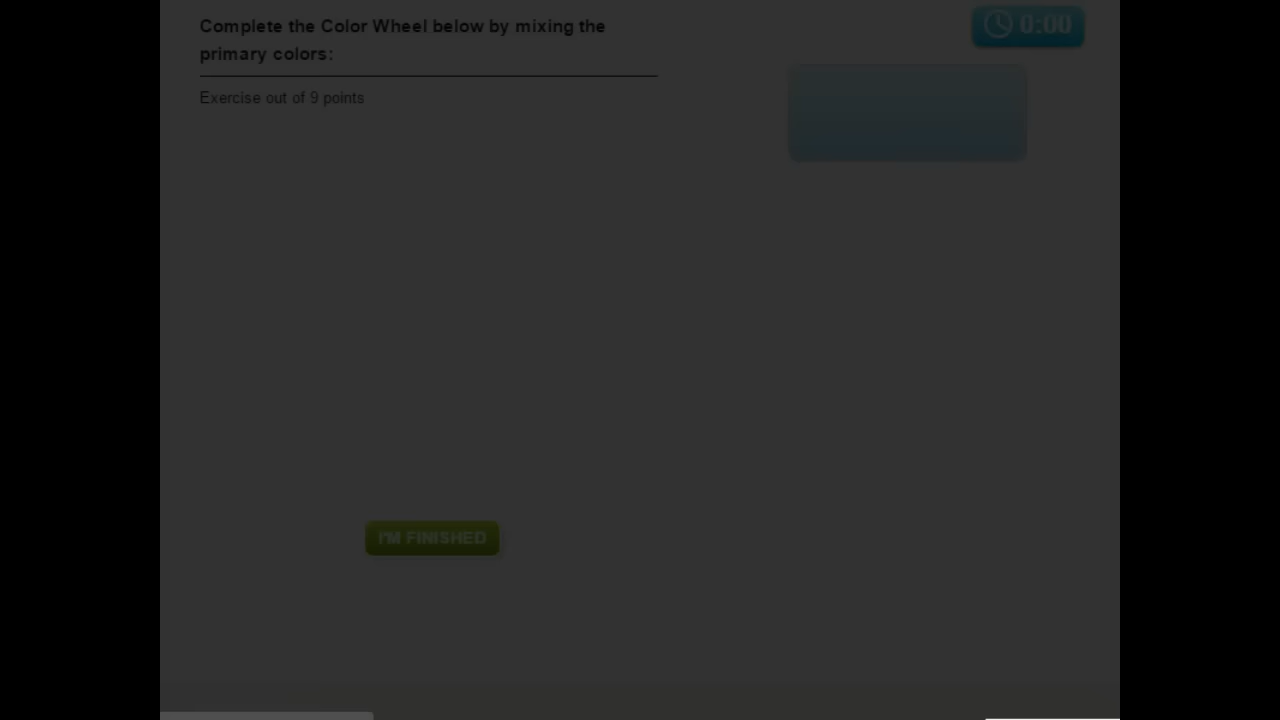 Complete the Color Wheel below by mixing the
primary colors:
0:00
Exercise out of 9 points
I'M FINISHED